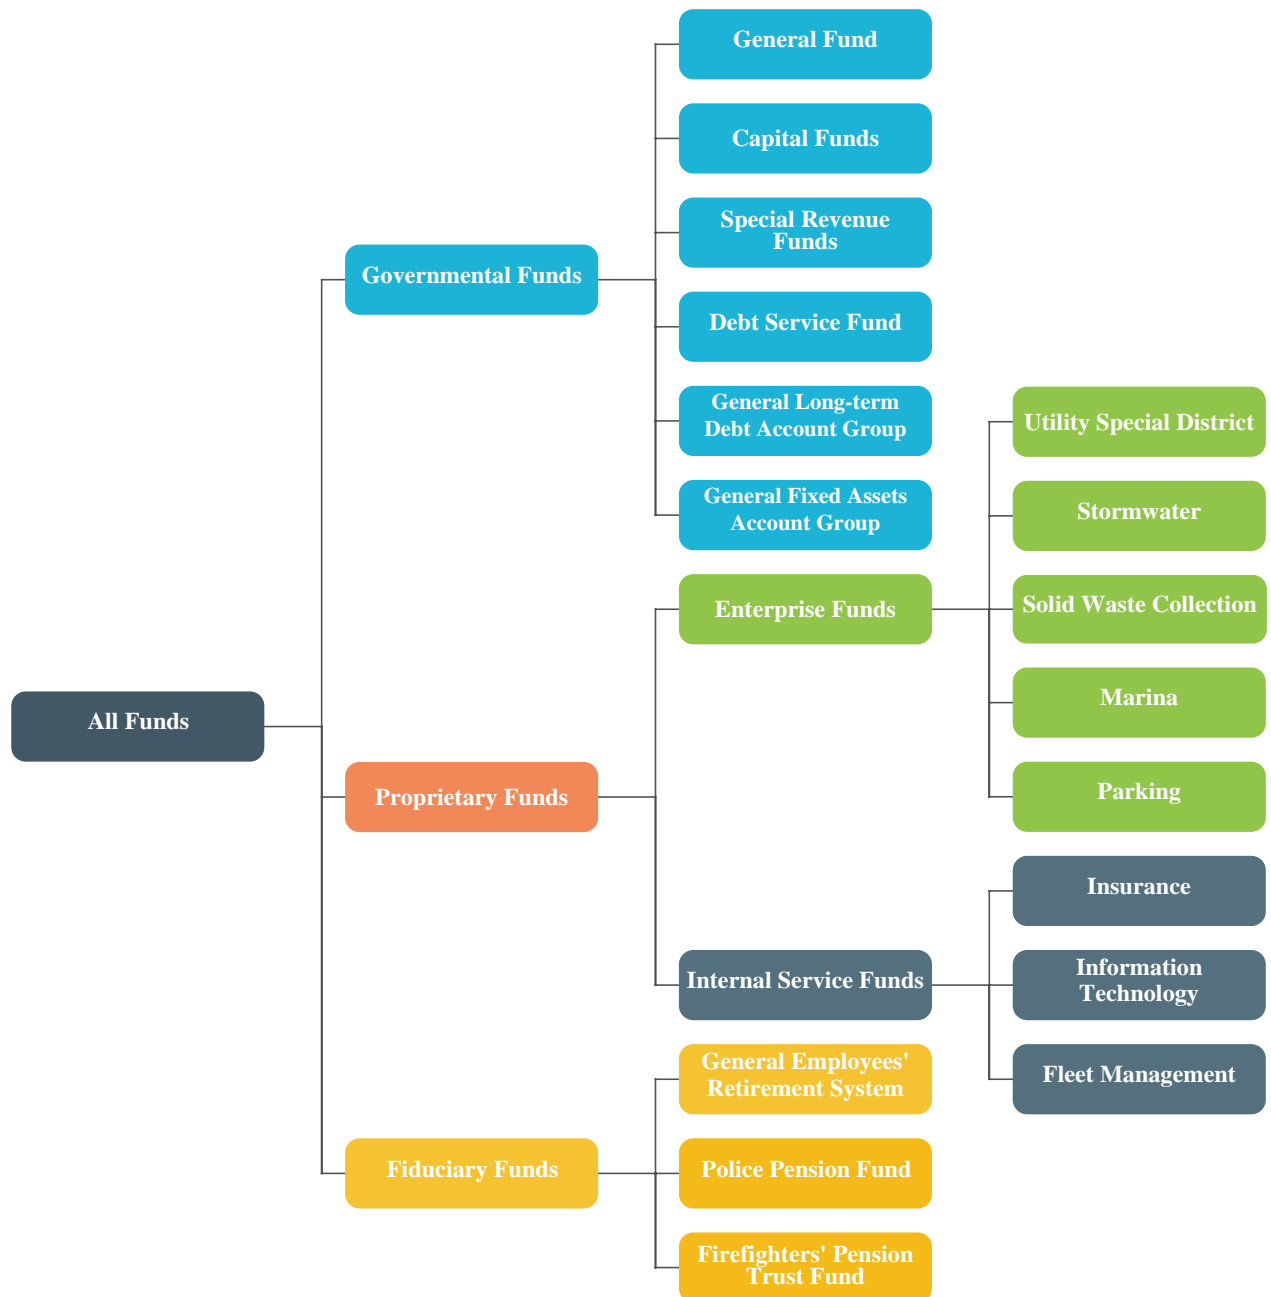 General Fund
Capital Funds
Special Revenue
Funds
Governmental Funds
Debt Service Fund
General Long-term
Debt Account Group
Utility Special District
General Fixed Assets
Account Group
Stormwater
Enterprise Funds
Solid Waste Collection
Marina
All Funds
Proprietary Funds
Parking
Insurance
Internal Service Funds
Information
Technology
General Employees'
Retirement System
Fleet Management
Fiduciary Funds
Police Pension Fund
Firefighters' Pension
Trust Fund